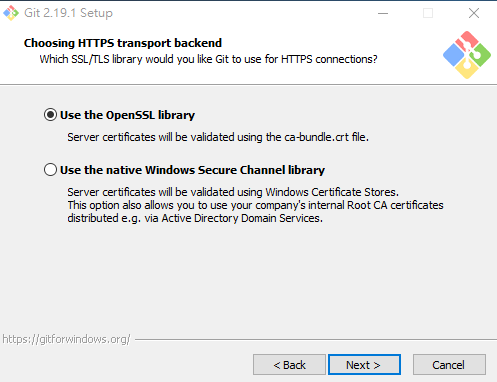 Git 2.19.1 Setup
Choosing HTTPS transport backend
Which SSL/TLS library would you like Git to use for HTTPS connections?
Use the OpenSSL library
Server certificates will be validated using the ca-bundle.crt file.
Use the native Windows Secure Channel library
Server certificates will be validated using Windows Certificate Stores.
This option also allows you to use your company's internal Root CA certificates
distributed e.g. via Active Directory Domain Services.
https://gitforwindows.org/
< Back Next > Cancel